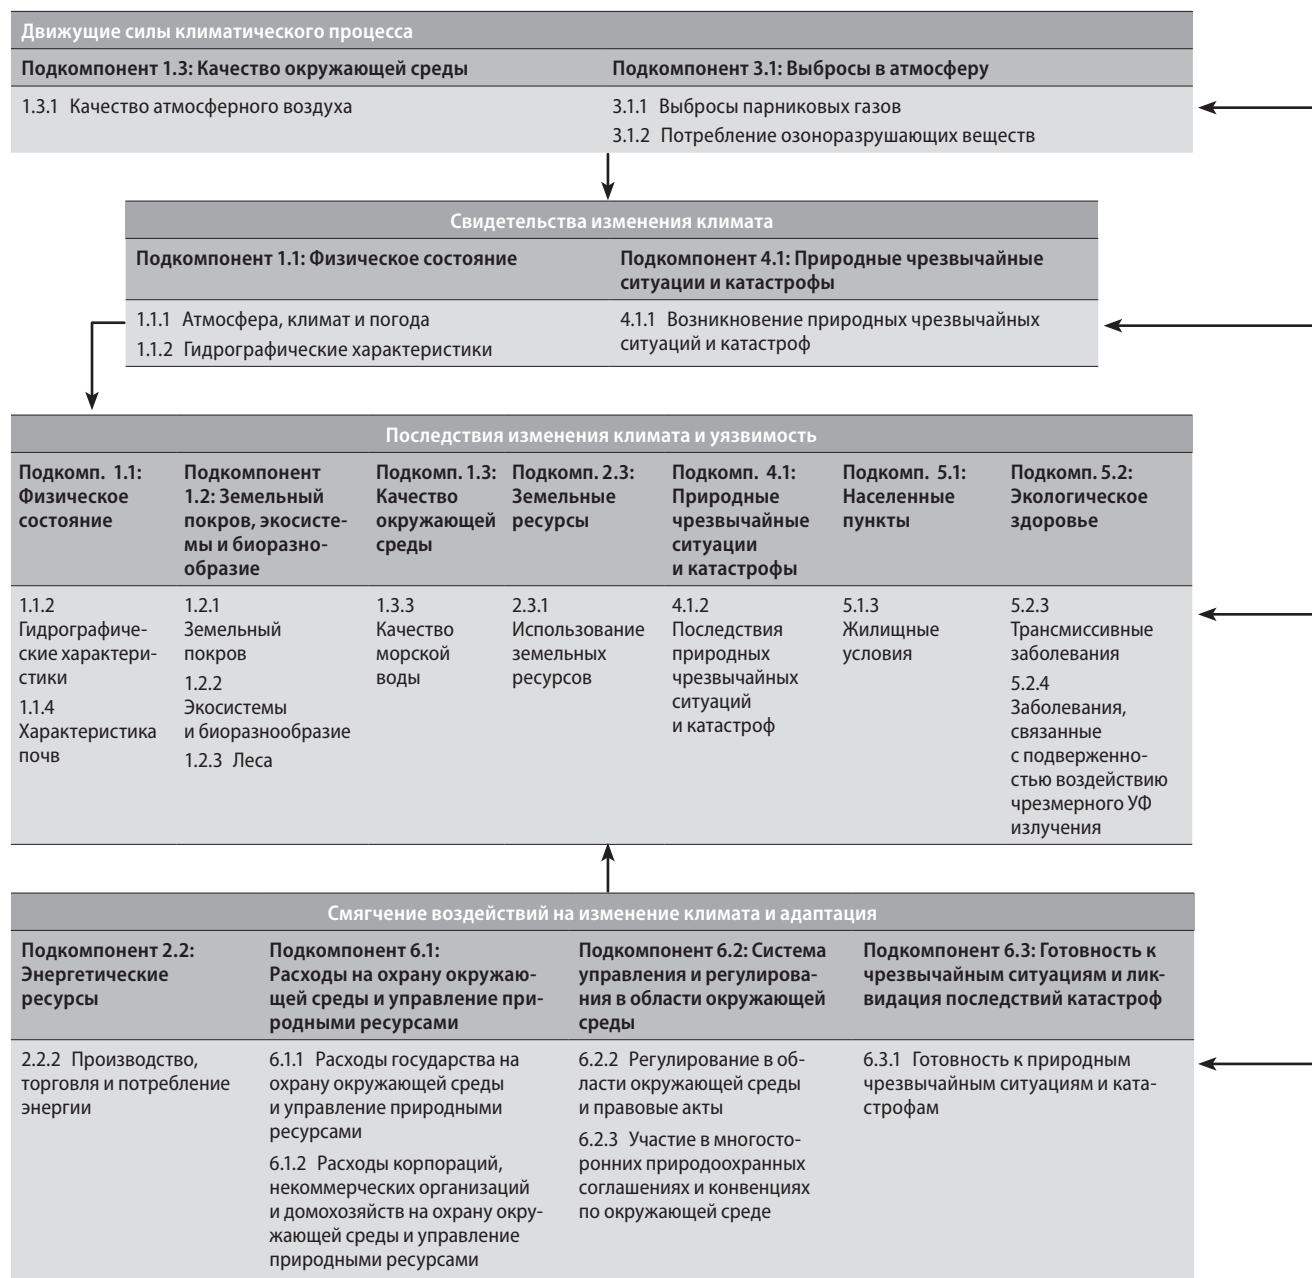 Движущие силы климатического процесса
Подкомпонент 1.3: Качество окружающей среды
1.3.1 Качество атмосферного воздуха
Подкомпонент 3.1: Выбросы в атмосферу
3.1.1 Выбросы парниковых газов
3.1.2 Потребление озоноразрушающих веществ
Свидетельства изменения климата
Подкомпонент 1.1: Физическое состояние
1.1.1 Атмосфера, климат и погода
1.1.2 Гидрографические характеристики
Подкомпонент 4.1: Природные чрезвычайные
ситуации и катастрофы
4.1.1 Возникновение природных чрезвычайных
ситуаций и катастроф
Последствия изменения климата и уязвимость
Подкомп. 1.1:
Физическое
состояние
1.1.2
Гидрографиче-
ские характери-
стики
1.1.4
Характеристика
почв
Подкомпонент
1.2: Земельный
покров, экосисте-
мы и биоразно-
образие
1.2.1
Земельный
покров
1.2.2
Экосистемы
и биоразнообразие
1.2.3 Леса
Подкомп. 1.3:
Качество
окружающей
среды
1.3.3
Качество
морской
воды
Подкомп. 2.3:
Земельные
ресурсы
2.3.1
Использование
земельных
ресурсов
Подкомп. 4.1:
Природные
чрезвычайные
ситуации
и катастрофы
4.1.2
Последствия
природных
чрезвычайных
ситуаций
и катастроф
Подкомп. 5.1:
Населенные
пункты
5.1.3
Жилищные
условия
Подкомп. 5.2:
Экологическое
здоровье
5.2.3
Трансмиссивные
заболевания
5.2.4
Заболевания,
связанные
с подверженно-
стью воздействию
чрезмерного УФ
излучения
Смягчение воздействий на изменение климата и адаптация
Подкомпонент 2.2:
Энергетические
ресурсы
2.2.2 Производство,
торговля и потребление
энергии
Подкомпонент 6.1:
Расходы на охрану окружаю-
щей среды и управление при-
родными ресурсами
6.1.1 Расходы государства на
охрану окружающей среды
и управление природными
ресурсами
6.1.2 Расходы корпораций,
некоммерческих организаций
и домохозяйств на охрану окру-
жающей среды и управление
природными ресурсами
Подкомпонент 6.2: Система
управления и регулирова-
ния в области окружающей
среды
6.2.2 Регулирование в об-
ласти окружающей среды
и правовые акты
6.2.3 Участие в многосто-
ронних природоохранных
соглашениях и конвенциях
по окружающей среде
Подкомпонент 6.3: Готовность к
чрезвычайным ситуациям и лик-
видация последствий катастроф
6.3.1 Готовность к природным
чрезвычайным ситуациям и ката-
строфам